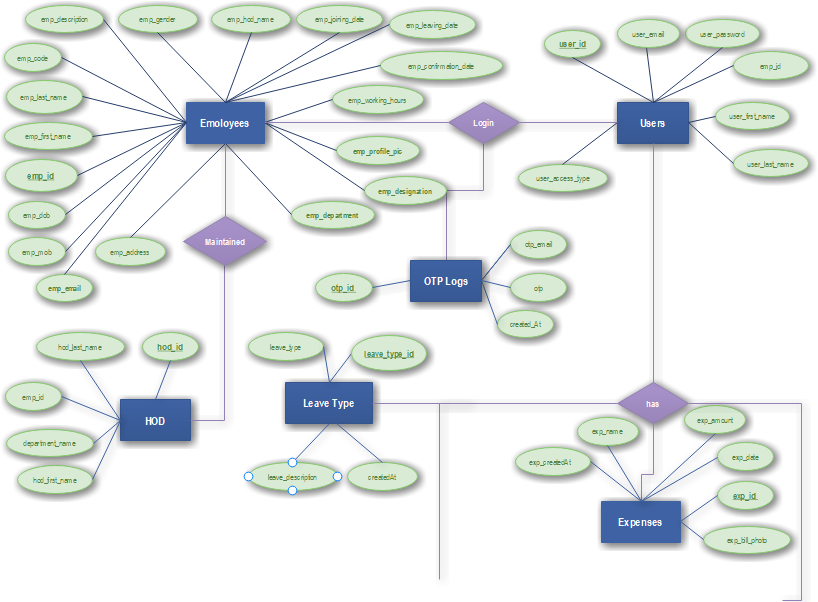 emp_description
emp_gender
emp_hod_name
emp_joining_date
emp_leaving_date
user_id
user_email
user_password
emp_code
emp_confirmation_date
emp_id
emp_last_name
emp_working_hours
user_first_name
emp_first_name
Emoloyees
Login
Users
emp_profile_pic
user_last_name
emp_id
emp_designation
user_access_type
emp_dob
emp_department
emp_mob
emp_address
Maintained
otp_email
emp_email
otp_id
OTP Logs
otp
created_At
hod_last_name
hod_id
leave_type
leave_type_id
emp_id
Leave Type
has
HOD
exp_name
exp_amount
department_name
exp_createdAt
exp_date
hod_first_name
leave_description
createdAt
exp_id
Expenses
exp_bill_photo